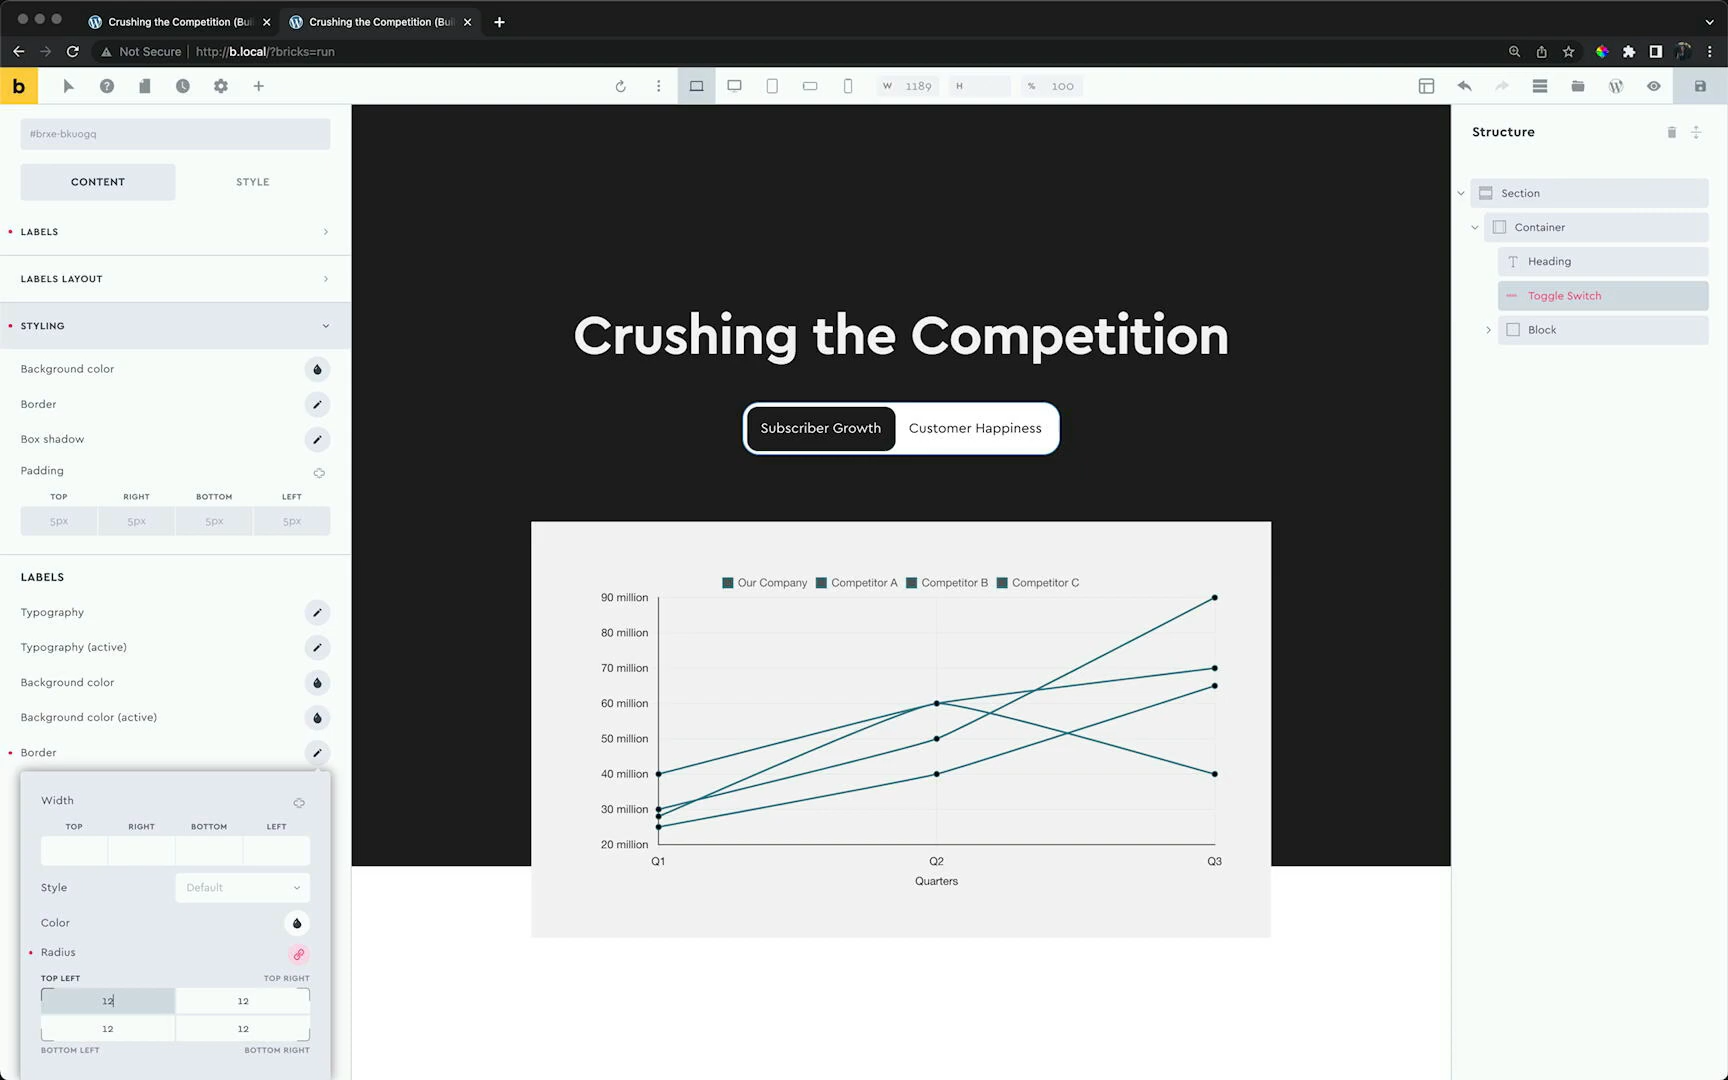 Crushing the Competition (Bui
Crushing the Competition (Bui
Not Secure
http://b.local/?bricks=run
b
W 1189
H
% 100
#brxe-bkuogq
CONTENT
STYLE
LABELS
LABELS LAYOUT
STYLING
Background color
Border
Box shadow
Padding
TOP RIGHT BOTTOM LEFT
5px 5px 5px 5px
LABELS
Typography
Typography (active)
Background color
Background color (active)
Border
Width
TOP RIGHT BOTTOM LEFT
Style Default
Color
Radius
TOP LEFT TOP RIGHT
12 12
12 12
BOTTOM LEFT BOTTOM RIGHT
Crushing the Competition
Subscriber Growth Customer Happiness
Our Company Competitor A Competitor B Competitor C
90 million
80 million
70 million
60 million
50 million
40 million
30 million
20 million
Q1 Q2 Q3
Quarters
Structure
Section
Container
Heading
Toggle Switch
Block